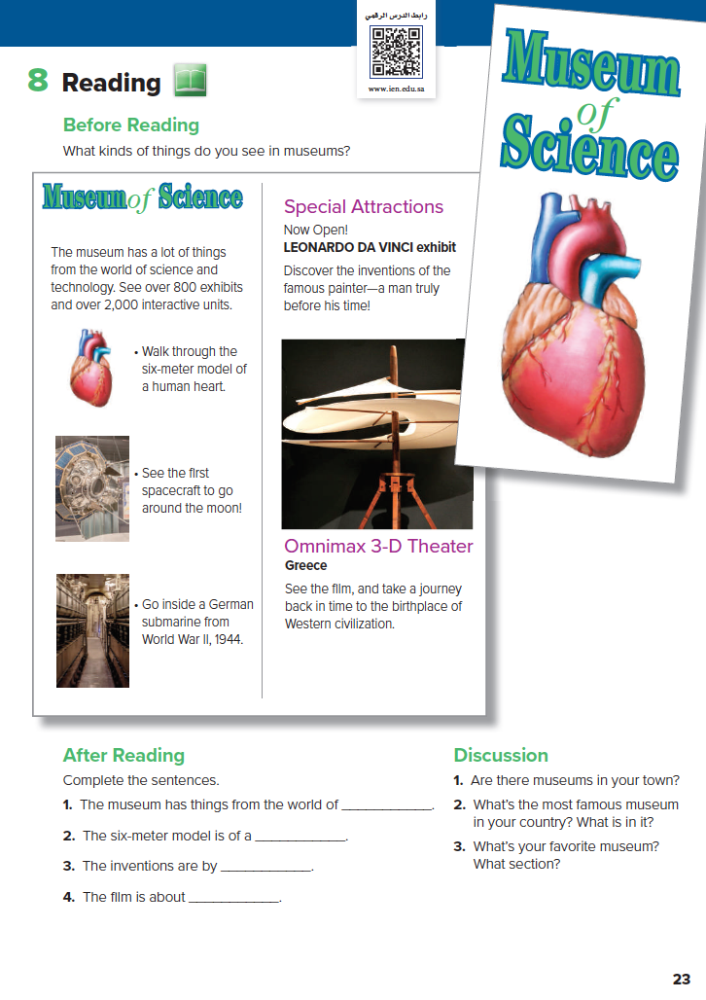 رابط الدرس الرقمي
www.ien.edu.sa
8 Reading
Before Reading
What kinds of things do you see in museums?
Museum of Science
The museum has a lot of things
from the world of science and
technology. See over 800 exhibits
and over 2,000 interactive units.
• Walk through the
six-meter model of
a human heart.
• See the first
spacecraft to go
around the moon!
• Go inside a German
submarine from
World War II, 1944.
Special Attractions
Now Open!
LEONARDO DA VINCI exhibit
Discover the inventions of the
famous painter—a man truly
before his time!
Omnimax 3-D Theater
Greece
See the film, and take a journey
back in time to the birthplace of
Western civilization.
Museum
of
Science
After Reading
Complete the sentences.
1. The museum has things from the world of ___________.
2. The six-meter model is of a ___________.
3. The inventions are by ___________.
4. The film is about ___________.
Discussion
1. Are there museums in your town?
2. What's the most famous museum
in your country? What is in it?
3. What's your favorite museum?
What section?
23